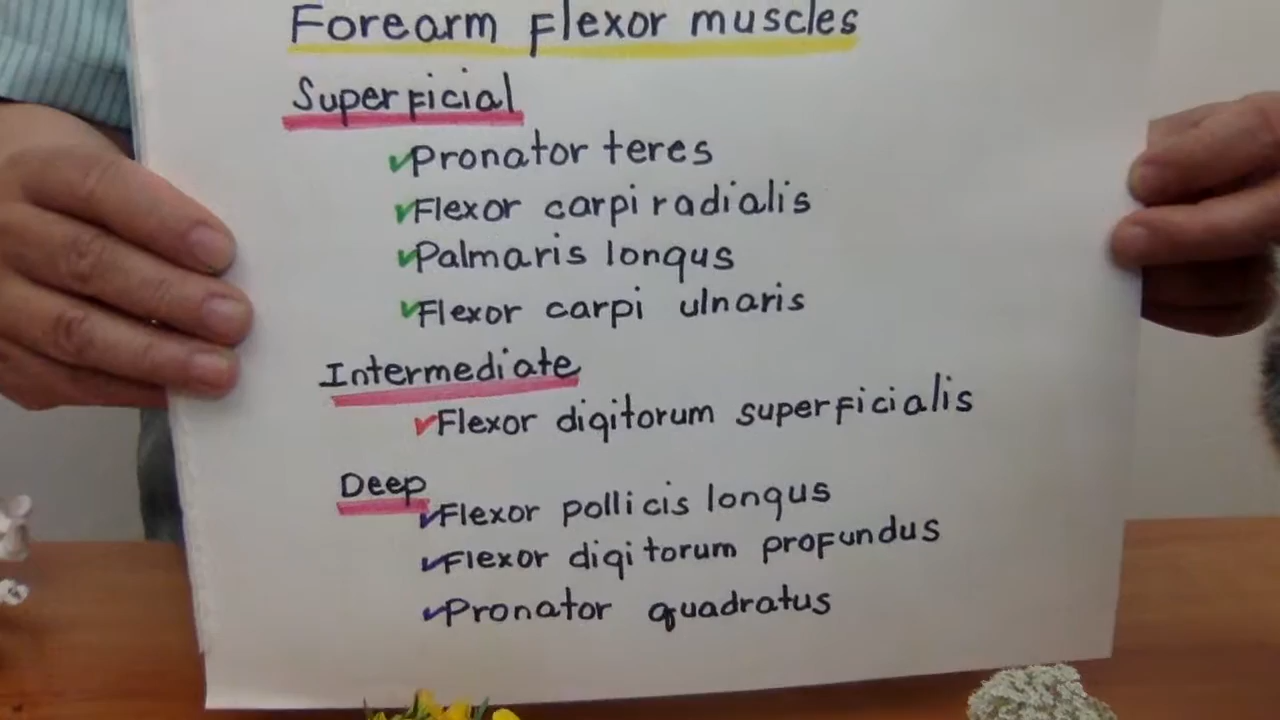 Forearm Flexor muscles
Superficial
✓Pronator teres
✓Flexor carpi radialis
✓Palmaris longus
✓Flexor carpi ulnaris
Intermediate
✓Flexor digitorum superficialis
Deep
✓Flexor pollicis longus
✓Flexor digitorum profundus
✓Pronator quadratus